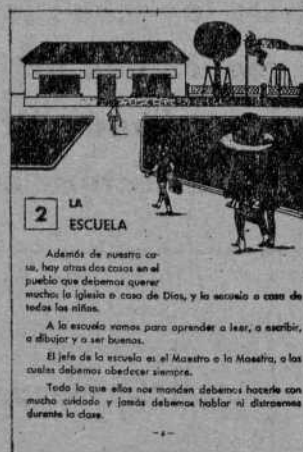 2
LA
ESCUELA
Además de nuestra ca-
sa, hay otras dos casas en el
pueblo que debemos querer
mucho: la iglesia o casa de Dios, y la escuela o casa de
todos los niños.
A la escuela vamos para aprender a leer, a escribir,
a dibujar y a ser buenos.
El jefe de la escuela es el Maestro o la Maestra, a los
cuales debemos obedecer siempre.
Todo lo que ellos nos manden debemos hacerlo con
mucho cuidado y jamás debemos hablar ni distraernos
durante la clase.